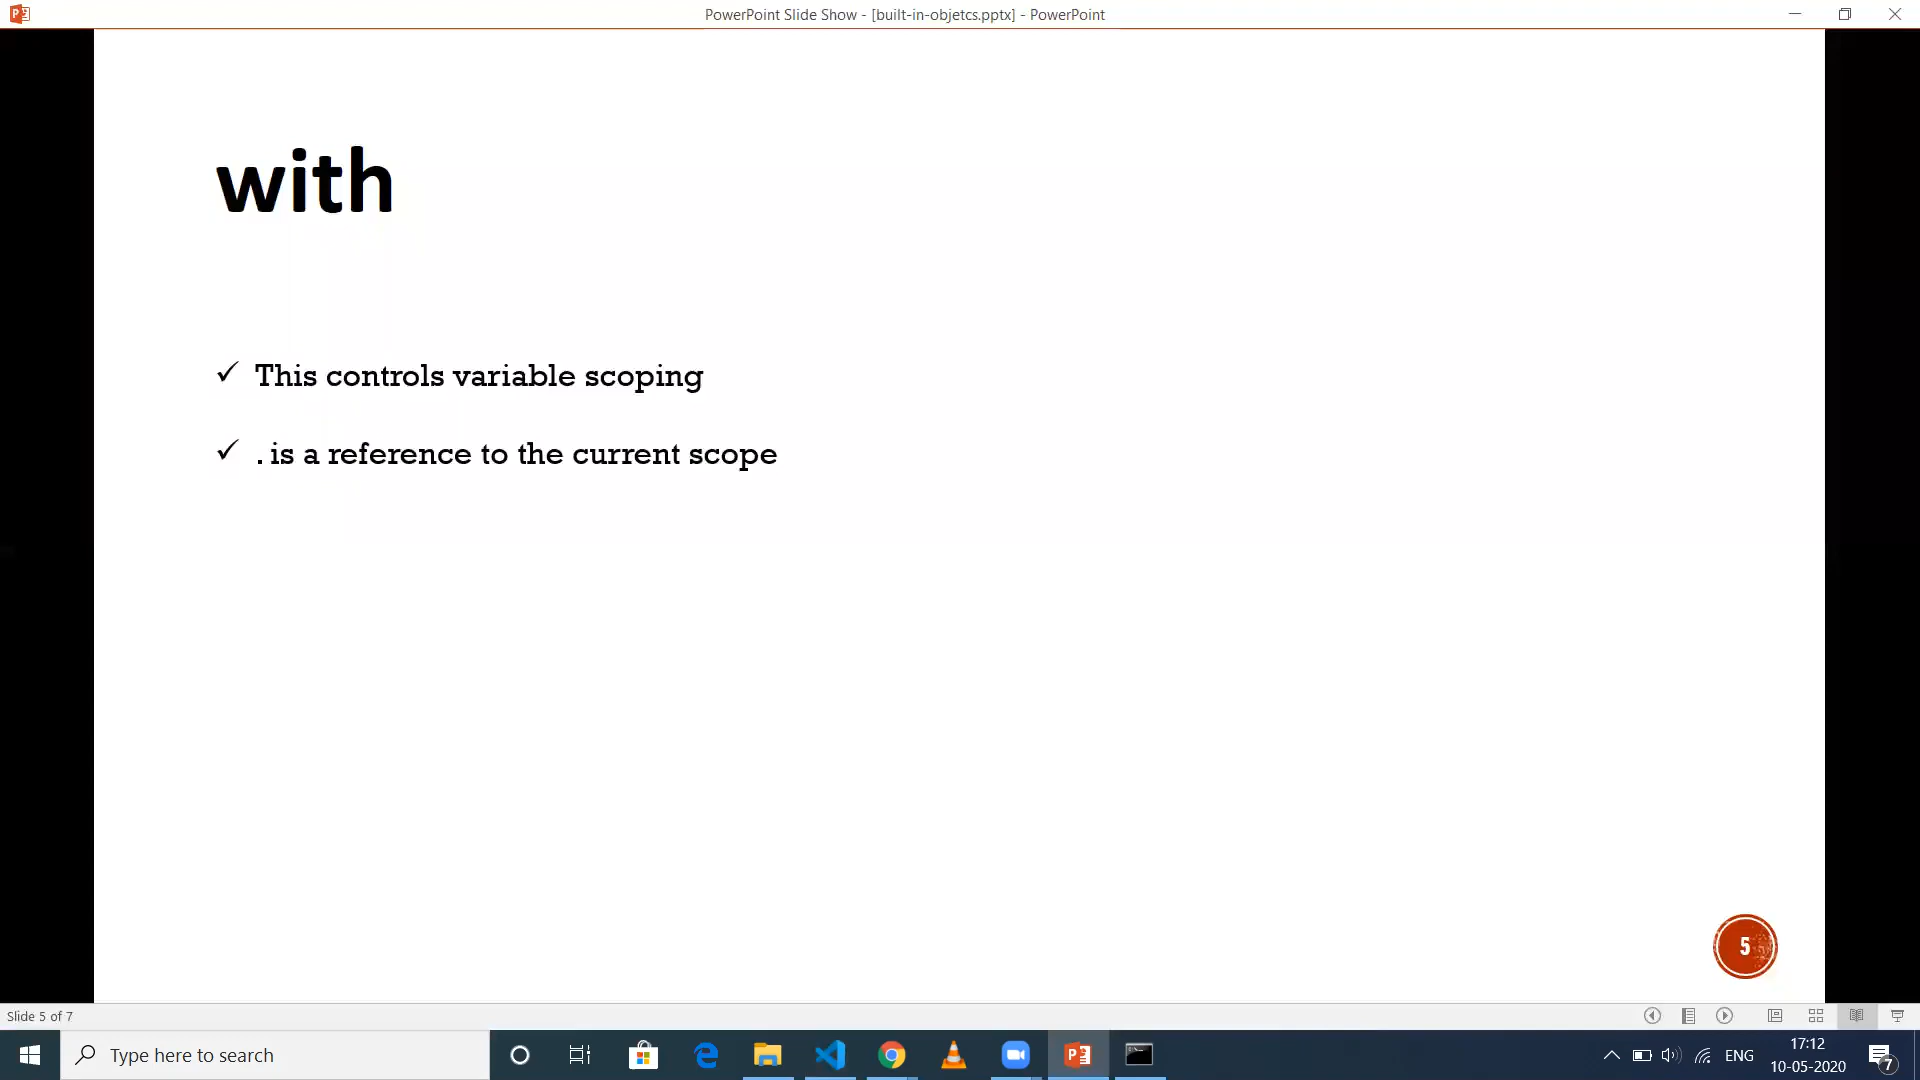 PowerPoint Slide Show - [built-in-objetcs.pptx] - PowerPoint
with
✓ This controls variable scoping
✓ . is a reference to the current scope
5
Slide 5 of 7
Type here to search
ENG
17:12
10-05-2020
7